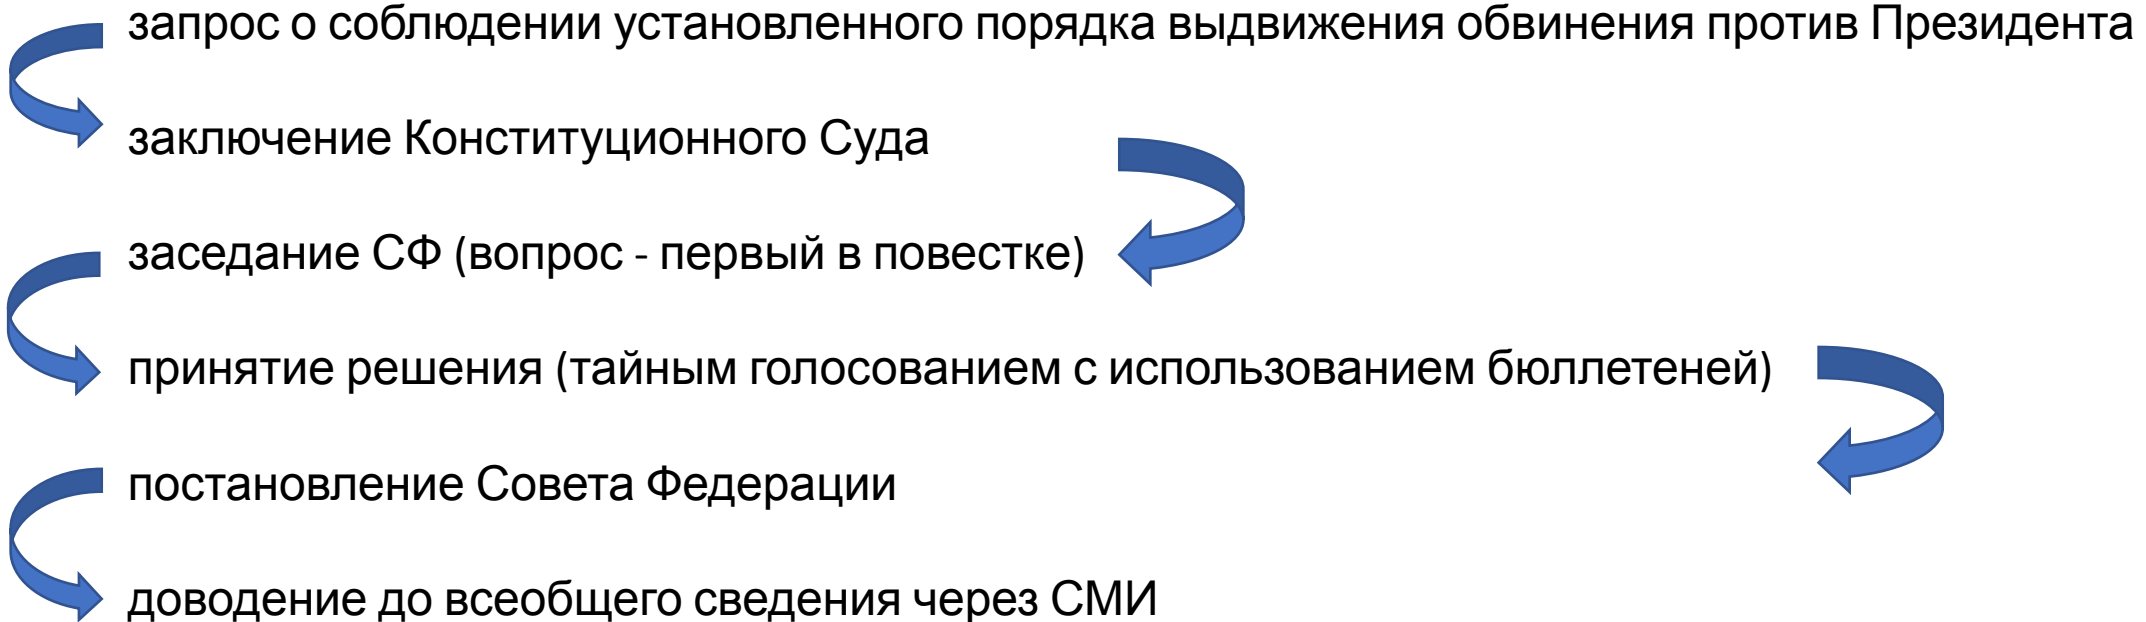 запрос о соблюдении установленного порядка выдвижения обвинения против Президента
заключение Конституционного Суда
заседание СФ (вопрос - первый в повестке)
принятие решения (тайным голосованием с использованием бюллетеней)
постановление Совета Федерации
доводение до всеобщего сведения через СМИ